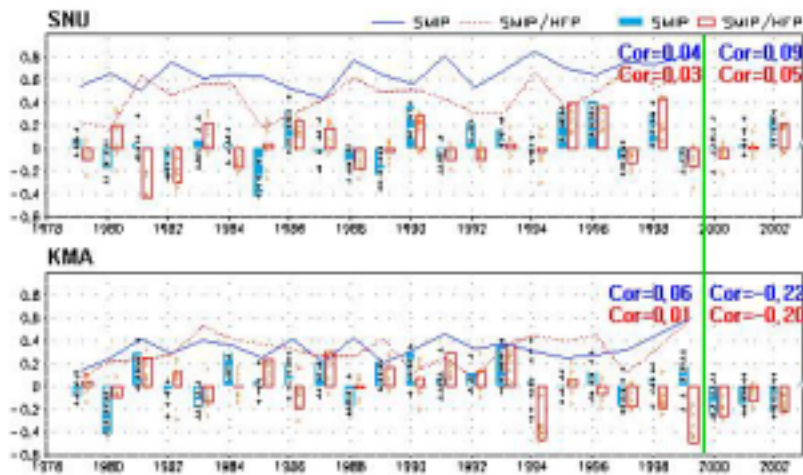 SNU
SMIP SMIP/HFP SMIP SMIP/HFP
0.8
0.6
0.4
0.2
0
-0.2
-0.4
-0.6
Cor=0.04 Cor=0.09
Cor=0.03 Cor=0.05
1978 1980 1982 1984 1986 1988 1990 1992 1994 1996 1998 2000 2002
KMA
0.8
0.6
0.4
0.2
0
-0.2
-0.4
-0.6
Cor=0.06 Cor=-0.22
Cor=0.01 Cor=-0.20
1978 1980 1982 1984 1986 1988 1990 1992 1994 1996 1998 2000 2002